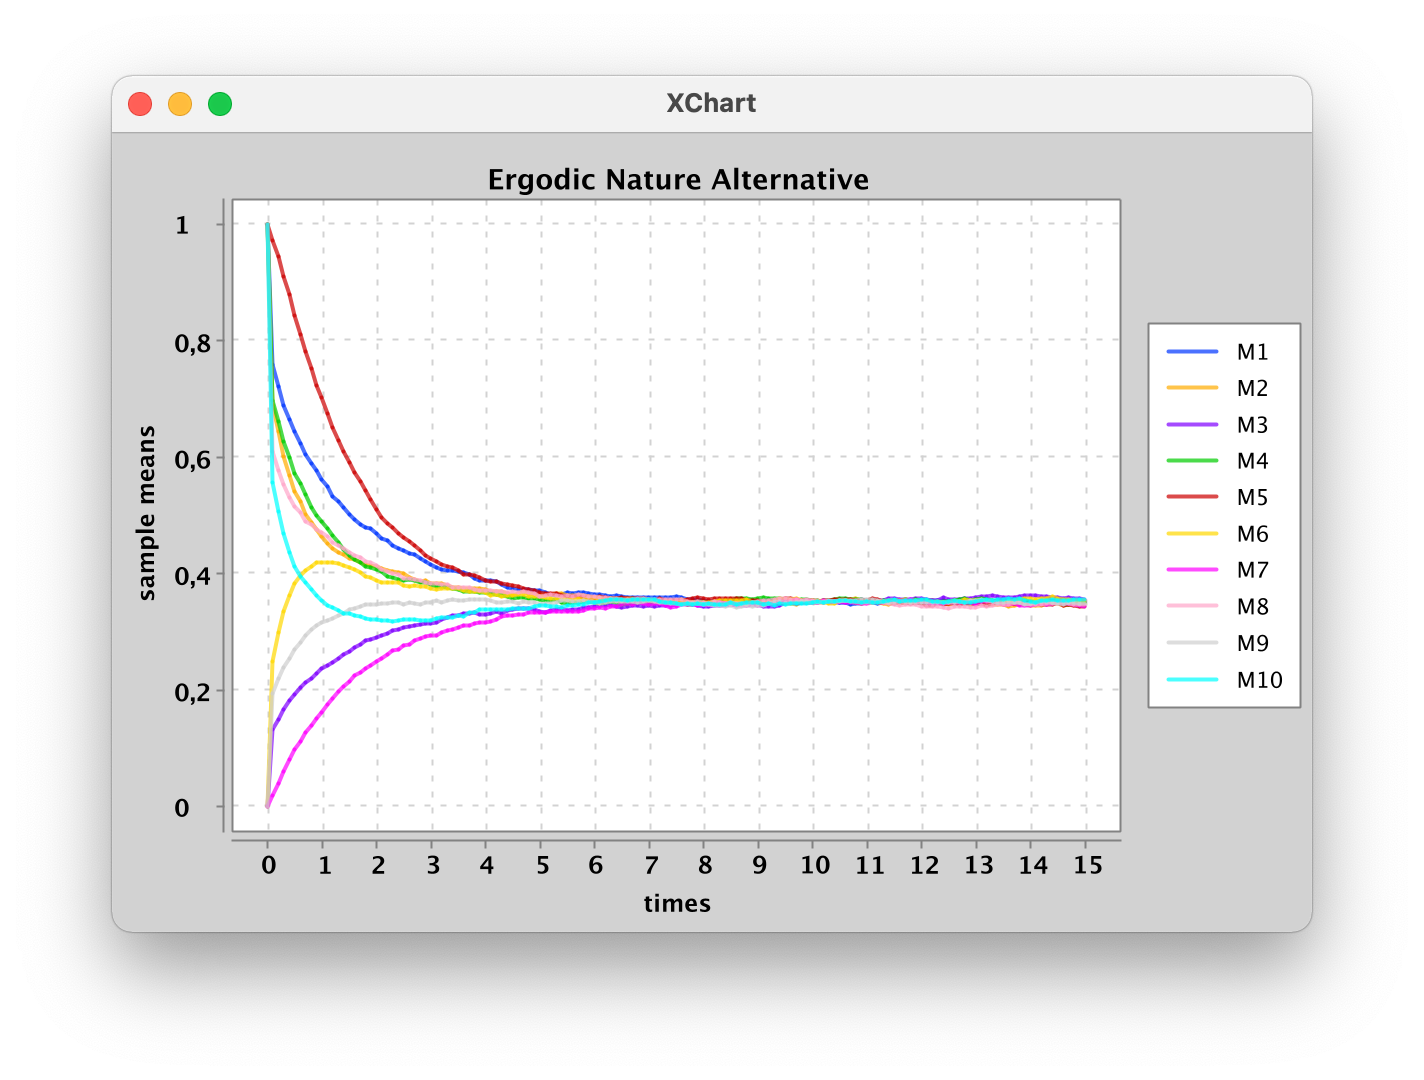 XChart
Ergodic Nature Alternative
sample means
1
0,8
0,6
0,4
0,2
0
0 1 2 3 4 5 6 7 8 9 10 11 12 13 14 15
times
M1
M2
M3
M4
M5
M6
M7
M8
M9
M10